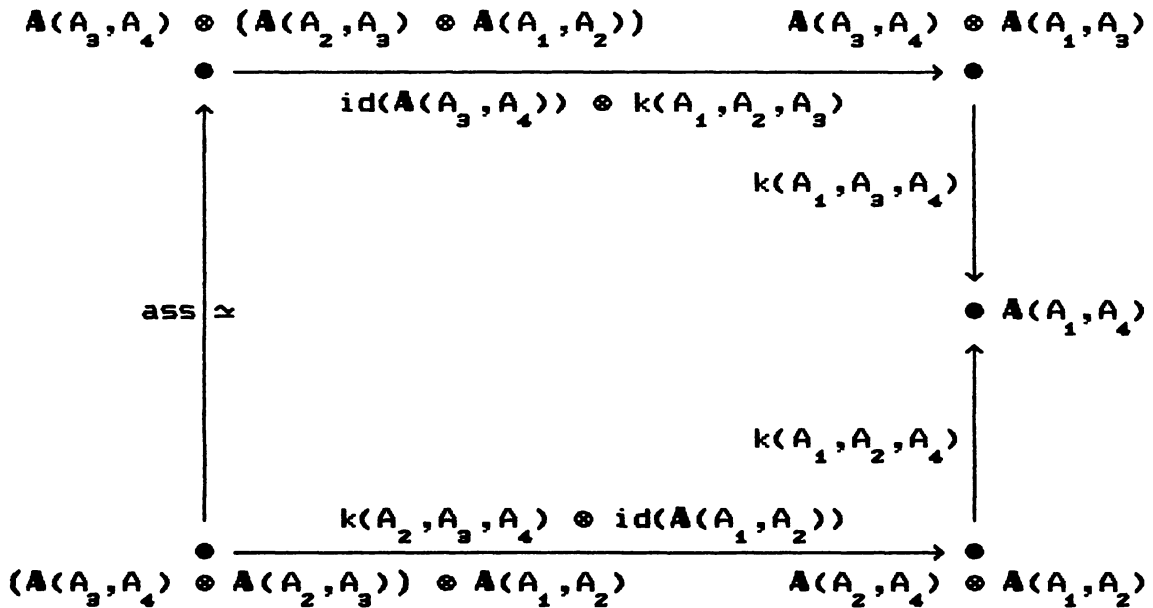 𝔸(A₃,A₄) ⊗ (𝔸(A₂,A₃) ⊗ 𝔸(A₁,A₂)) 𝔸(A₃,A₄) ⊗ 𝔸(A₁,A₃)
id(𝔸(A₃,A₄)) ⊗ k(A₁,A₂,A₃)
k(A₁,A₃,A₄)
ass ≃ 𝔸(A₁,A₄)
k(A₁,A₂,A₄)
k(A₂,A₃,A₄) ⊗ id(𝔸(A₁,A₂))
(𝔸(A₃,A₄) ⊗ 𝔸(A₂,A₃)) ⊗ 𝔸(A₁,A₂) 𝔸(A₂,A₄) ⊗ 𝔸(A₁,A₂)